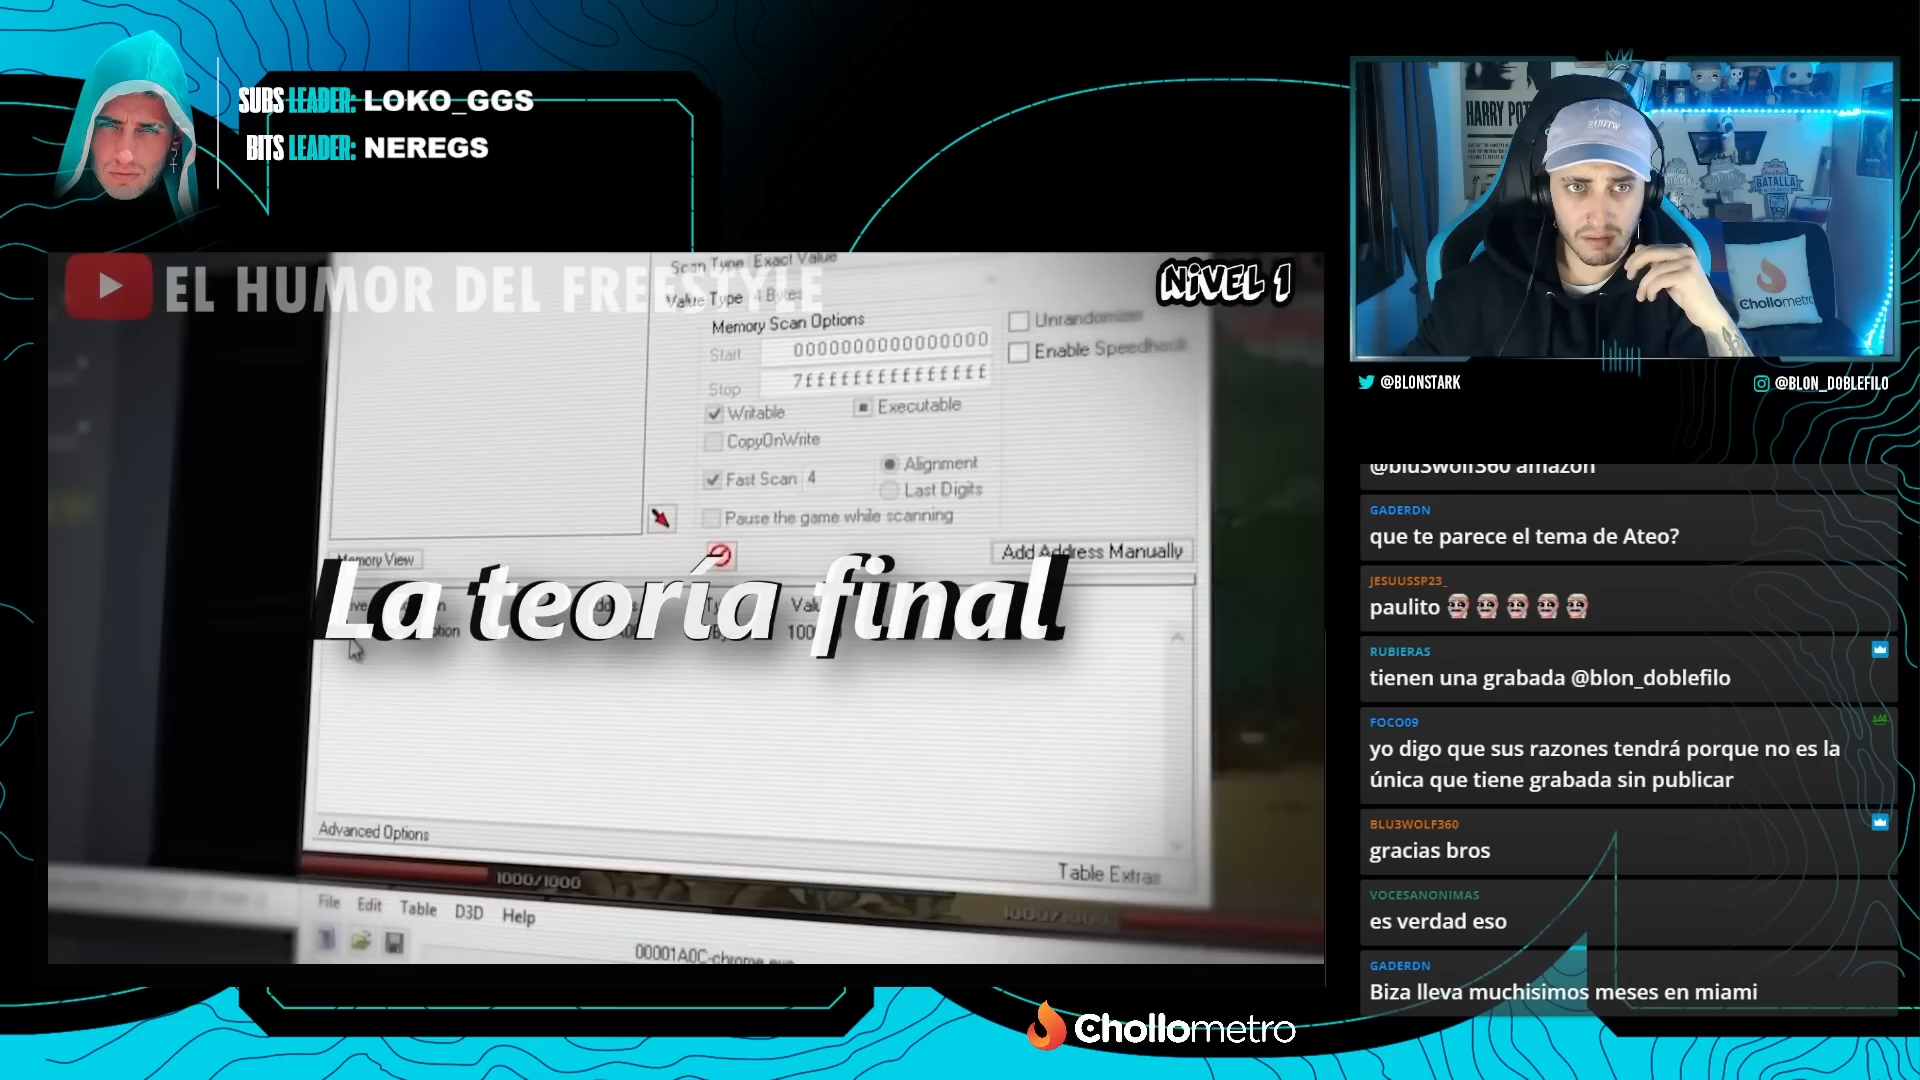 SUBS LEADER: LOKO_GGS
BITS LEADER: NEREGS
EL HUMOR DEL FREESTYLE
NIVEL 1
Scan Type Exact Value
Value Type 4 Bytes
Memory Scan Options
Start 0000000000000000
Stop 7fffffffffffffff
Unrandomizer
Enable Speedhack
Writable
Executable
CopyOnWrite
Fast Scan 4
Alignment
Last Digits
Pause the game while scanning
Memory View
Add Address Manually
La teoría final
Advanced Options
Table Extras
1000/1000
File Edit Table D3D Help
HARRY
BATALLA
Chollometro
@BLONSTARK
@BLON_DOBLEFILO
@blu3wolf360 amazon
GADERDN
que te parece el tema de Ateo?
JESUUSSP23_
paulito
RUBIERAS
tienen una grabada @blon_doblefilo
FOCO09
yo digo que sus razones tendrá porque no es la
única que tiene grabada sin publicar
BLU3WOLF360
gracias bros
VOCESANONIMAS
es verdad eso
GADERDN
Biza lleva muchisimos meses en miami
Chollometro